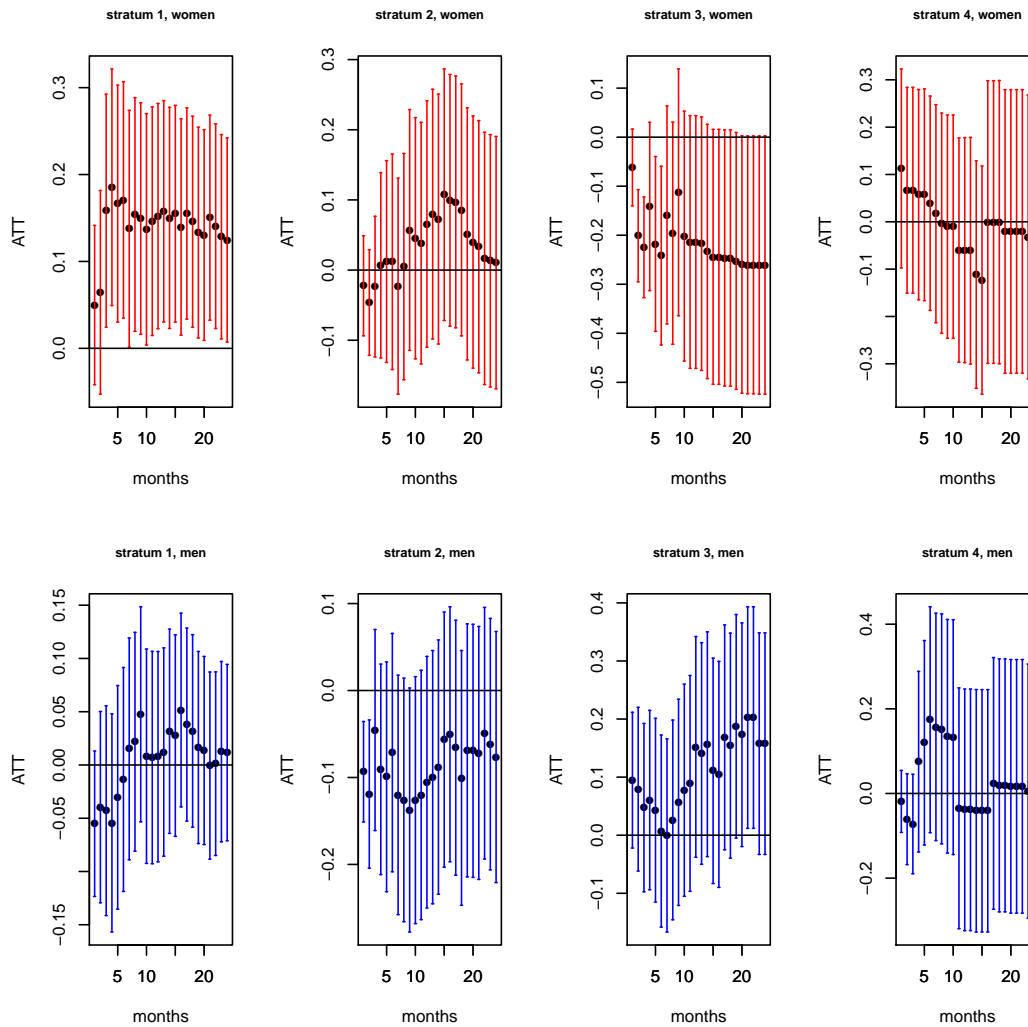 stratum 1, women
ATT
0.0 0.1 0.2 0.3
5 10 20
months
stratum 2, women
ATT
−0.1 0.0 0.1 0.2 0.3
5 10 20
months
stratum 3, women
ATT
−0.5 −0.4 −0.3 −0.2 −0.1 0.0 0.1
5 10 20
months
stratum 4, women
ATT
−0.3 −0.1 0.0 0.1 0.2 0.3
5 10 20
months
stratum 1, men
ATT
−0.15 −0.05 0.00 0.05 0.10 0.15
5 10 20
months
stratum 2, men
ATT
−0.2 −0.1 0.0 0.1
5 10 20
months
stratum 3, men
ATT
−0.1 0.0 0.1 0.2 0.3 0.4
5 10 20
months
stratum 4, men
ATT
−0.2 0.0 0.2 0.4
5 10 20
months